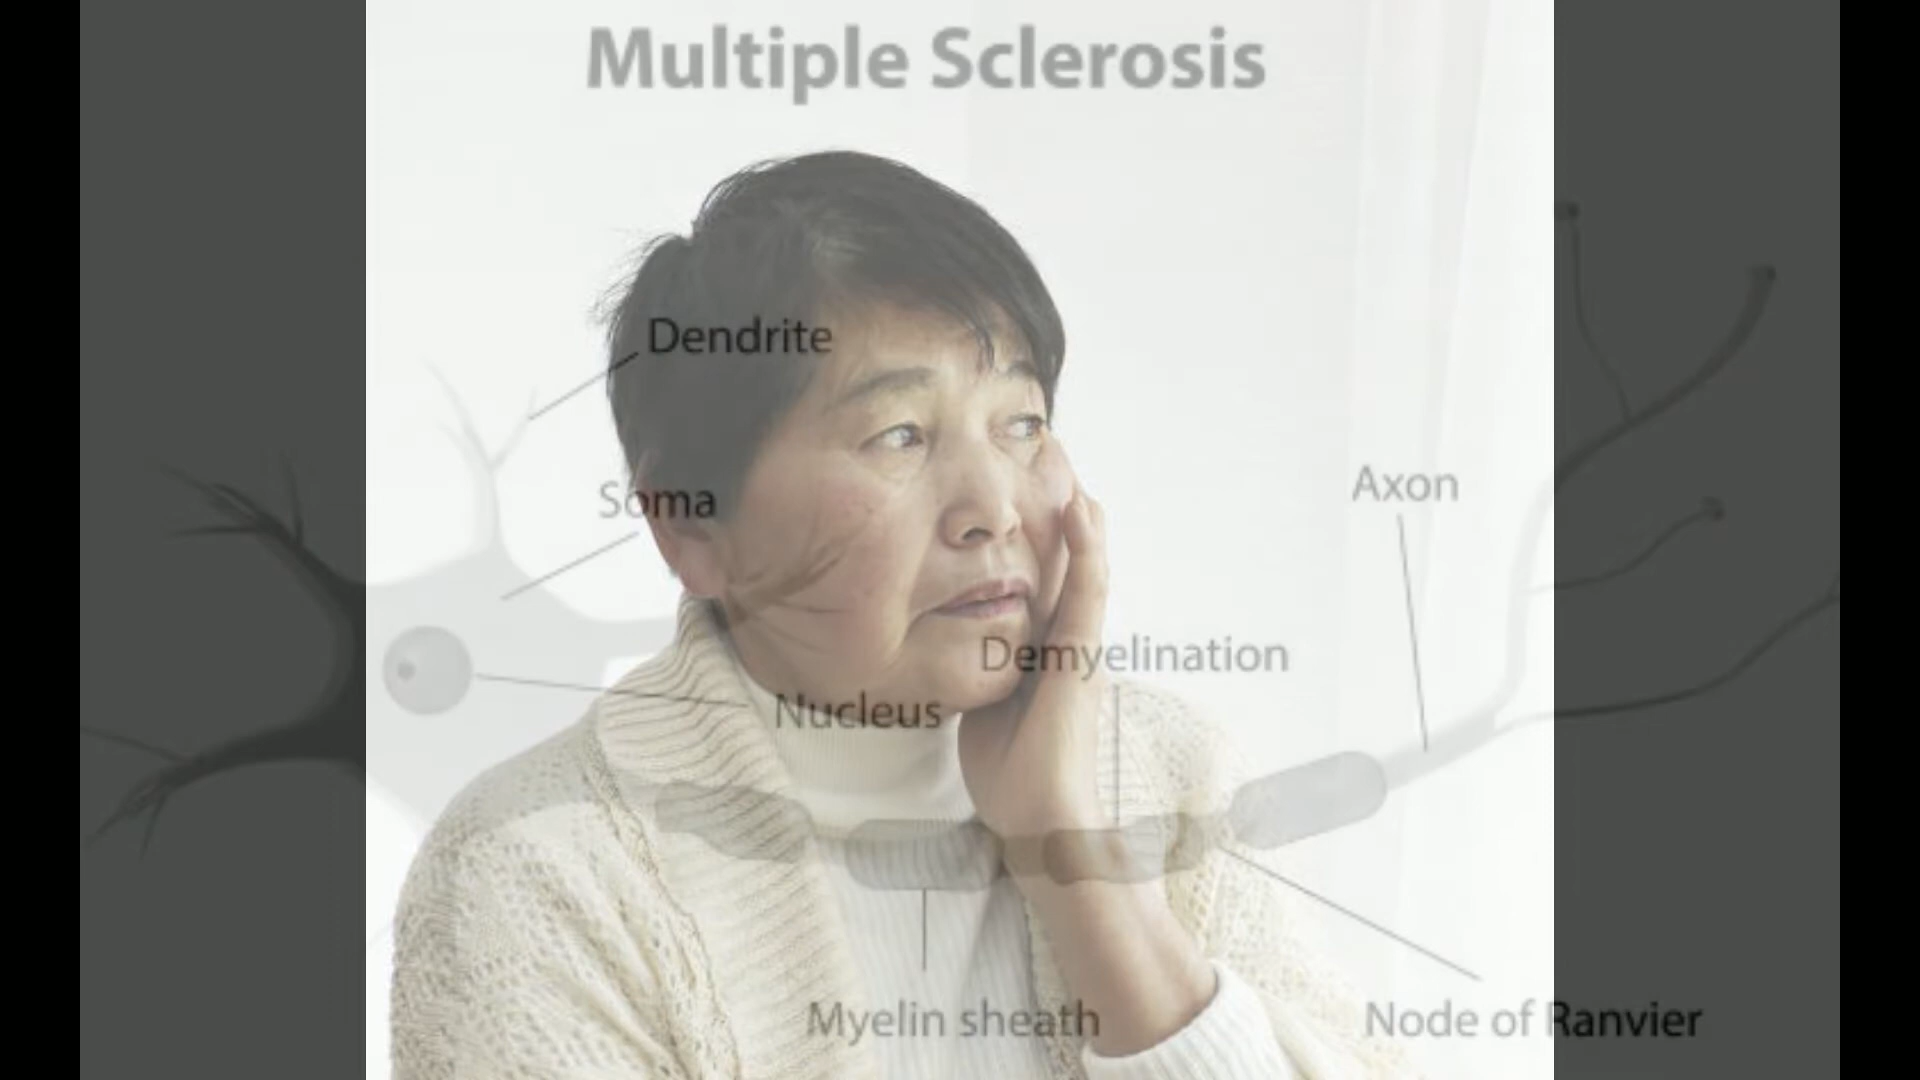 Multiple Sclerosis
Dendrite
Soma
Axon
Demyelination
Nucleus
Myelin sheath
Node of Ranvier